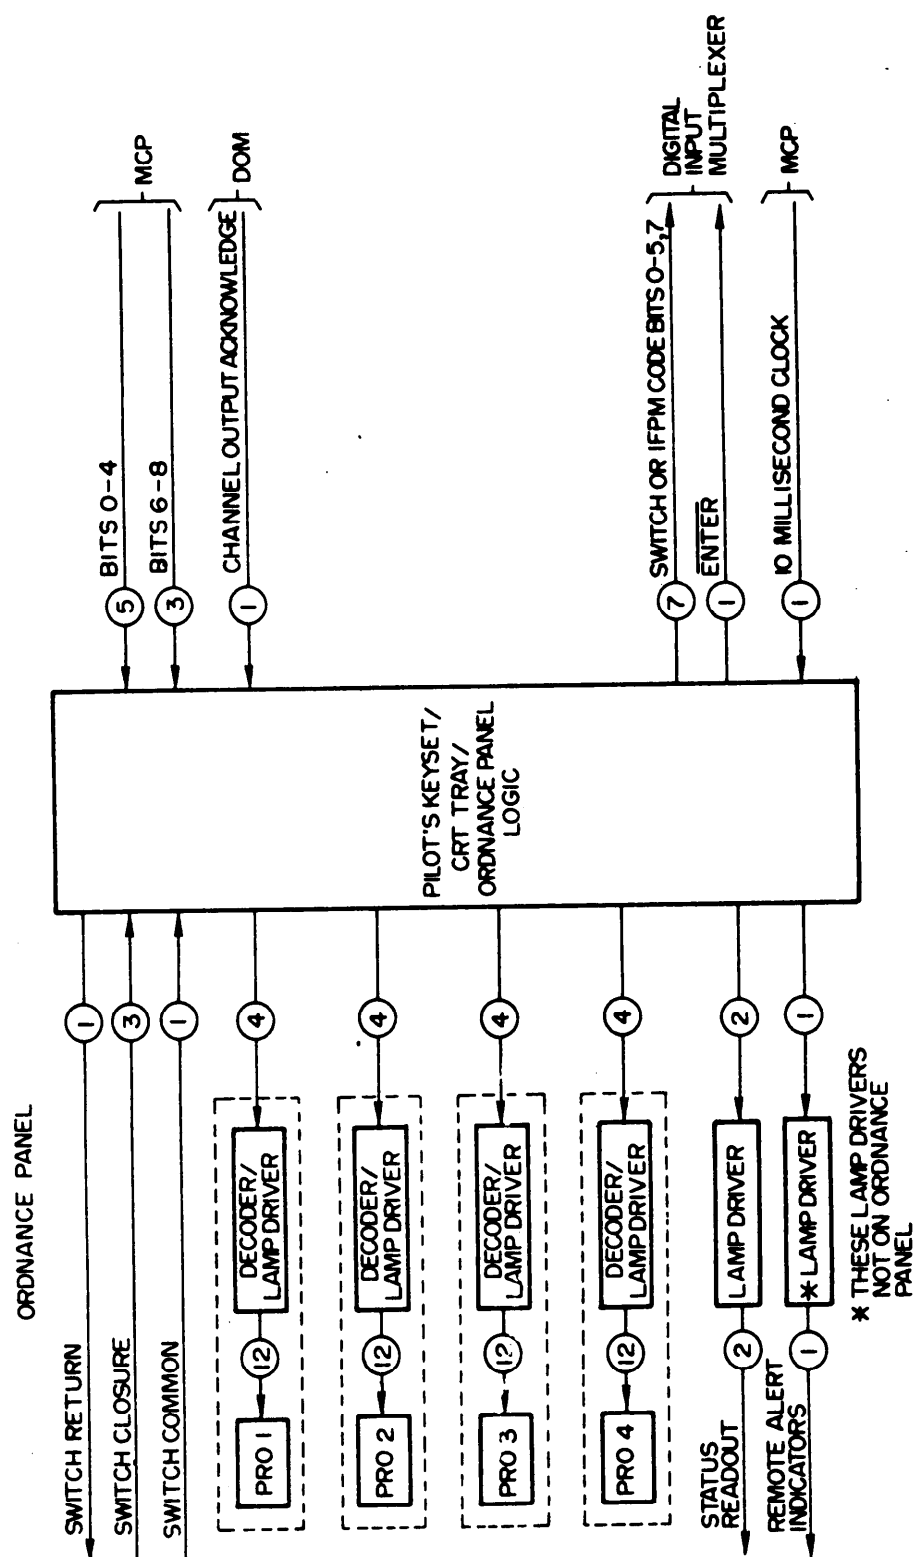 ORDNANCE PANEL
SWITCH RETURN
1
SWITCH CLOSURE
3
SWITCH COMMON
1
PRO 1
12
DECODER/
LAMP DRIVER
4
PRO 2
12
DECODER/
LAMP DRIVER
4
PRO 3
12
DECODER/
LAMP DRIVER
4
PRO 4
12
DECODER/
LAMP DRIVER
4
STATUS
READOUT
2
LAMP DRIVER
2
REMOTE ALERT
INDICATORS
1
* LAMP DRIVER
1
* THESE LAMP DRIVERS
NOT ON ORDNANCE
PANEL
PILOT'S KEYSET/
CRT TRAY/
ORDNANCE PANEL
LOGIC
5
BITS 0-4
3
BITS 6-8
MCP
1
CHANNEL OUTPUT ACKNOWLEDGE
DOM
7
SWITCH OR IFPM CODE BITS 0-5,7
1
ENTER
DIGITAL
INPUT
MULTIPLEXER
1
10 MILLISECOND CLOCK
MCP